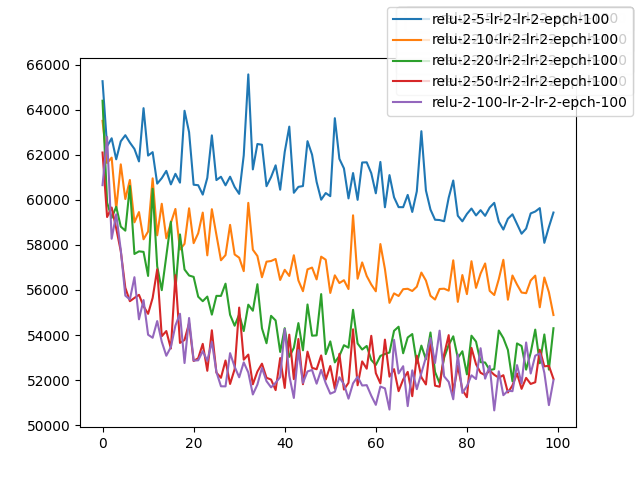 relu-2-5-lr-2-lr-2-epch-100
relu-2-10-lr-2-lr-2-epch-100
relu-2-20-lr-2-lr-2-epch-100
relu-2-50-lr-2-lr-2-epch-100
relu-2-100-lr-2-lr-2-epch-100
66000
64000
62000
60000
58000
56000
54000
52000
50000
0 20 40 60 80 100